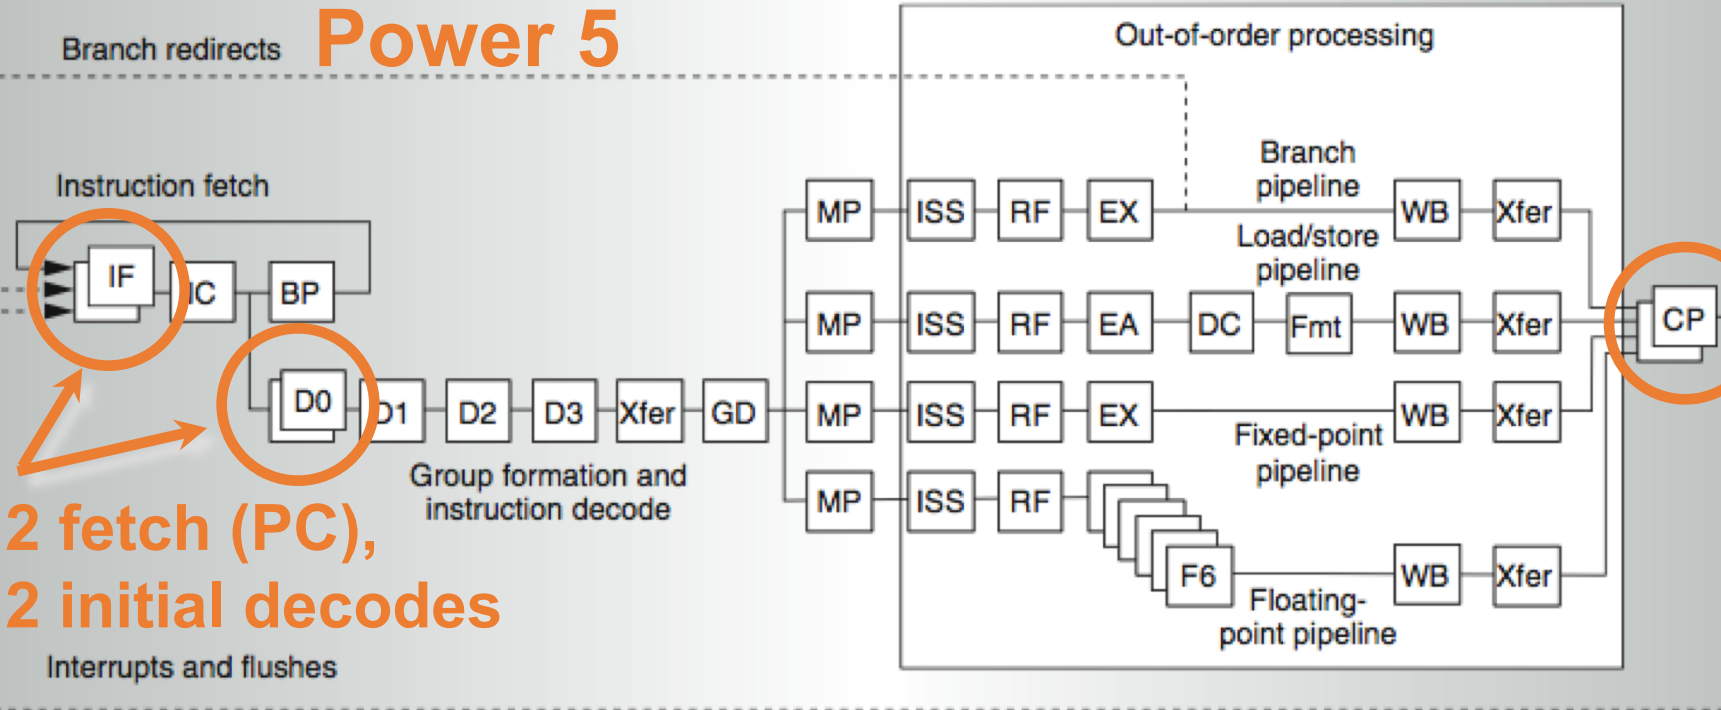 Power 5
Branch redirects
Out-of-order processing
Instruction fetch
IF
IC
BP
D0
D1
D2
D3
Xfer
GD
Group formation and
instruction decode
Branch
pipeline
MP
ISS
RF
EX
WB
Xfer
Load/store
pipeline
MP
ISS
RF
EA
DC
Fmt
WB
Xfer
MP
ISS
RF
EX
WB
Xfer
Fixed-point
pipeline
MP
ISS
RF
F6
WB
Xfer
Floating-
point pipeline
CP
2 fetch (PC),
2 initial decodes
Interrupts and flushes